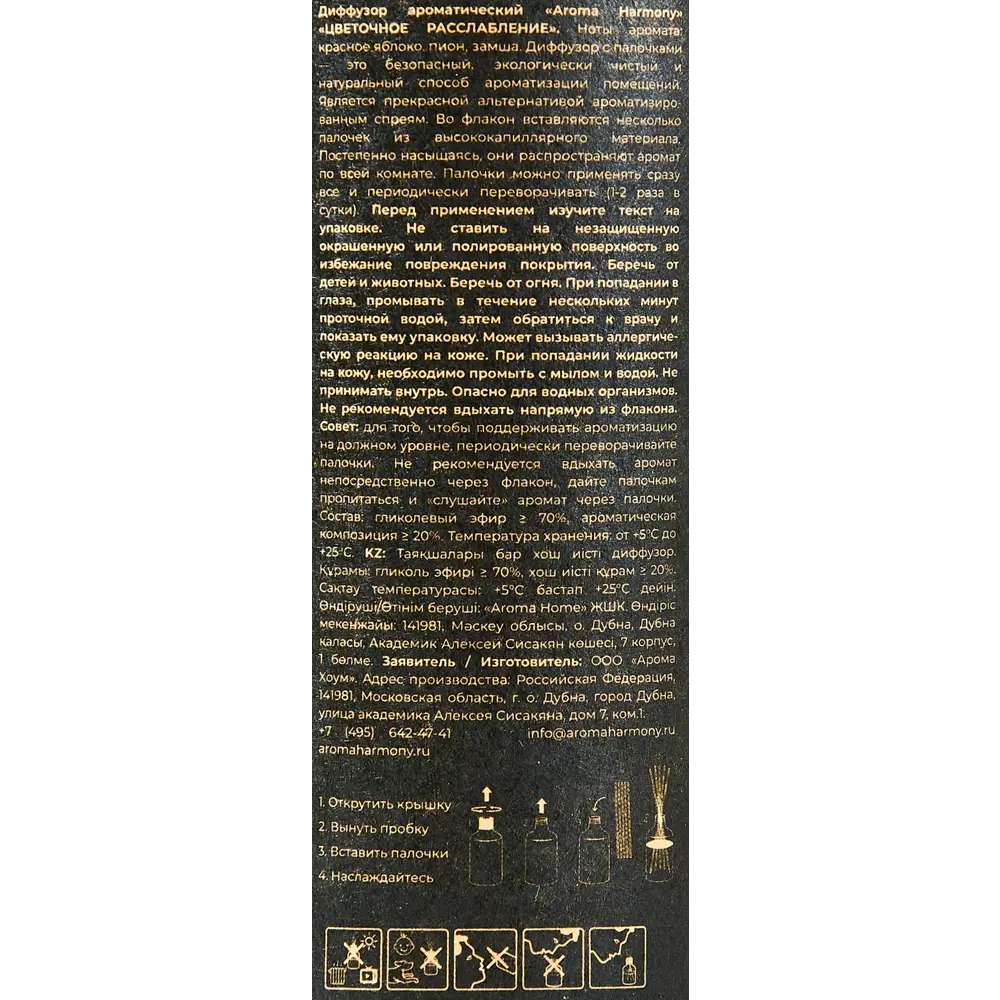 Диффузор ароматический «Aroma Harmony»
«ЦВЕТОЧНОЕ РАССЛАБЛЕНИЕ». Ноты аромата:
красное яблоко, пион, замша. Диффузор с палочками
— это безопасный, экологически чистый и
натуральный способ ароматизации помещений.
Является прекрасной альтернативой ароматизиро-
ванным спреям. Во флакон вставляются несколько
палочек из высококапиллярного материала.
Постепенно насыщаясь, они распространяют аромат
по всей комнате. Палочки можно применять сразу
все и периодически переворачивать (1-2 раза в
сутки). Перед применением изучите текст на
упаковке. Не ставить на незащищенную
окрашенную или полированную поверхность во
избежание повреждения покрытия. Беречь от
детей и животных. Беречь от огня. При попадании в
глаза, промывать в течение нескольких минут
проточной водой, затем обратиться к врачу и
показать ему упаковку. Может вызывать аллергиче-
скую реакцию на коже. При попадании жидкости
на кожу, необходимо промыть с мылом и водой. Не
принимать внутрь. Опасно для водных организмов.
Не рекомендуется вдыхать напрямую из флакона.
Совет: для того, чтобы поддерживать ароматизацию
на должном уровне, периодически переворачивайте
палочки. Не рекомендуется вдыхать аромат
непосредственно через флакон, дайте палочкам
пропитаться и «слушайте» аромат через палочки.
Состав: гликолевый эфир ≥ 70%, ароматическая
композиция ≥ 20%. Температура хранения: от +5°С до
+25°С. KZ: Таяқшалары бар хош иісті диффузор.
Құрамы: гликоль эфирі ≥ 70%, хош иісті құрам ≥ 20%.
Сақтау температурасы: +5°С бастап +25°С дейін.
Өндіруші/Өтінім беруші: «Aroma Home» ЖШК. Өндіріс
мекенжайы: 141981, Мәскеу облысы, о. Дубна, Дубна
қаласы, Академик Алексей Сисакян көшесі, 7 корпус,
1 бөлме. Заявитель / Изготовитель: ООО «Арома
Хоум». Адрес производства: Российская Федерация,
141981, Московская область, г. о. Дубна, город Дубна,
улица академика Алексея Сисакяна, дом 7, ком.1.
+7 (495) 642-47-41 info@aromaharmony.ru
aromaharmony.ru
1. Открутить крышку
2. Вынуть пробку
3. Вставить палочки
4. Наслаждайтесь